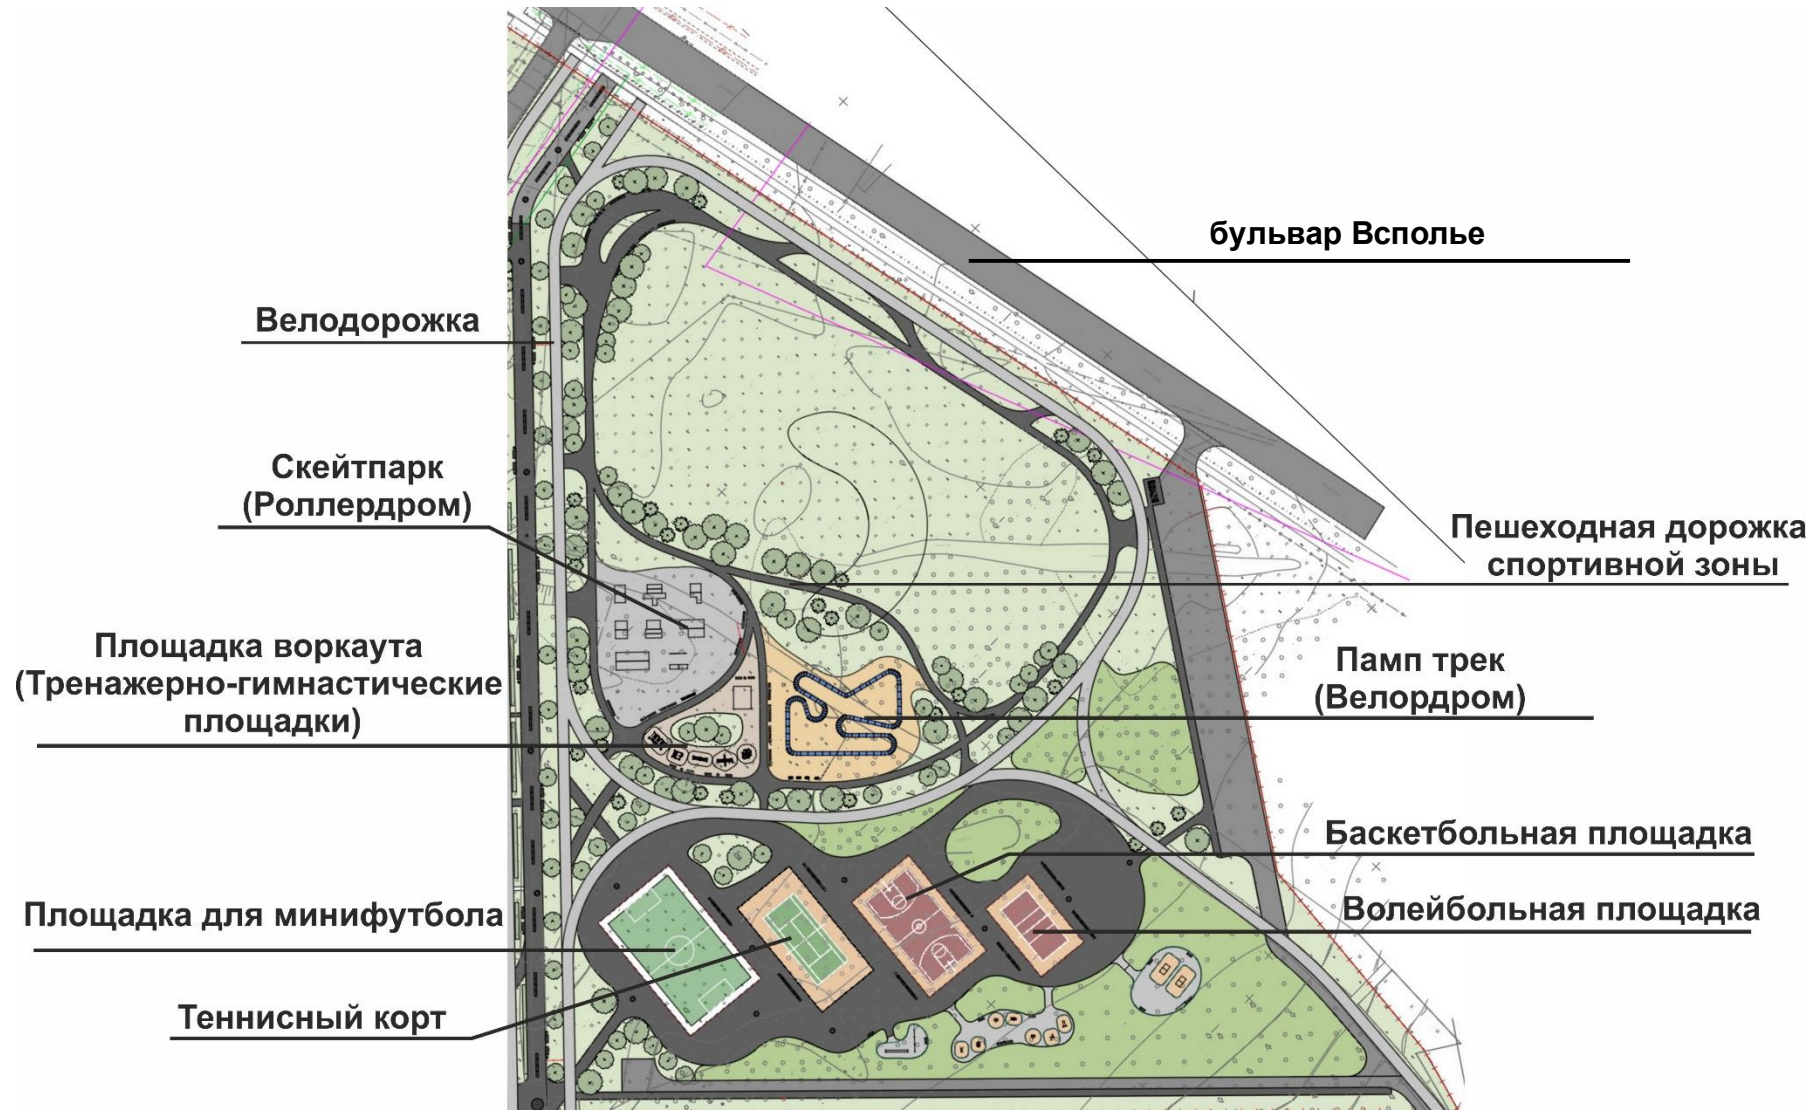 бульвар Всполье
Велодорожка
Скейтпарк
(Роллердром)
Пешеходная дорожка
спортивной зоны
Площадка воркаута
(Тренажерно-гимнастические
площадки)
Памп трек
(Велордром)
Баскетбольная площадка
Площадка для минифутбола
Волейбольная площадка
Теннисный корт